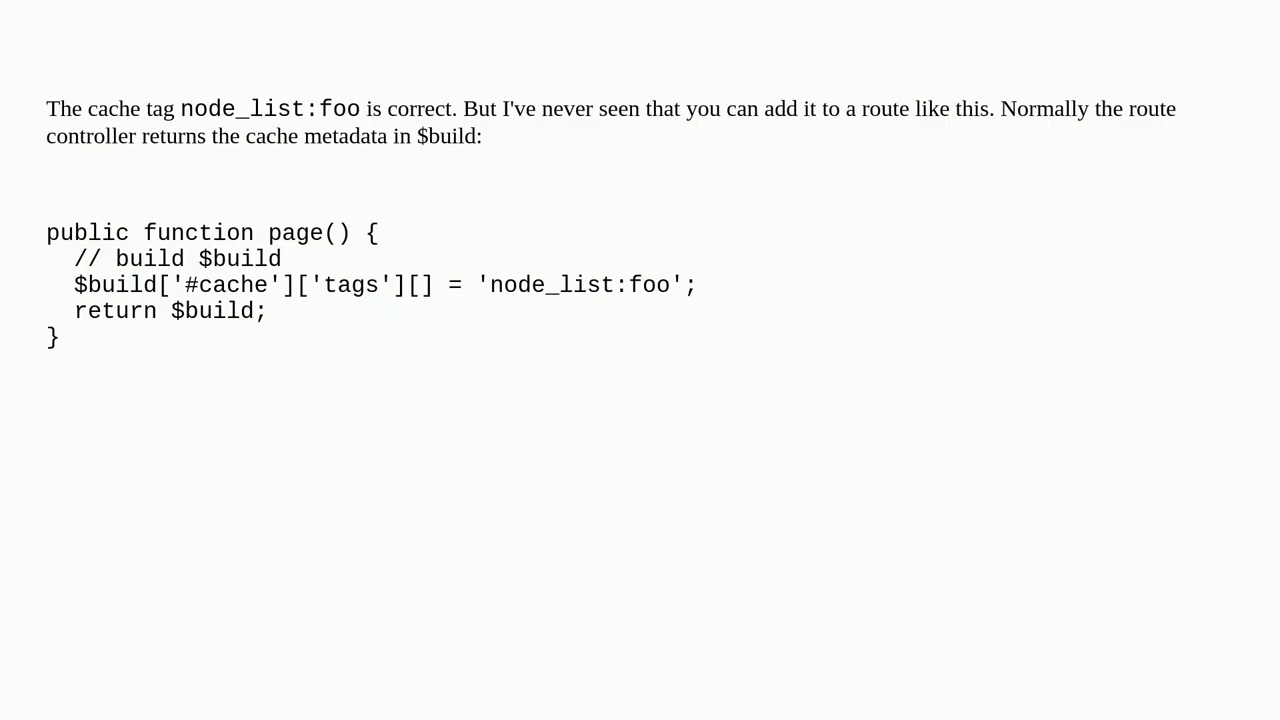 The cache tag node_list:foo is correct. But I've never seen that you can add it to a route like this. Normally the route
controller returns the cache metadata in $build:
public function page() {
  // build $build
  $build['#cache']['tags'][] = 'node_list:foo';
  return $build;
}